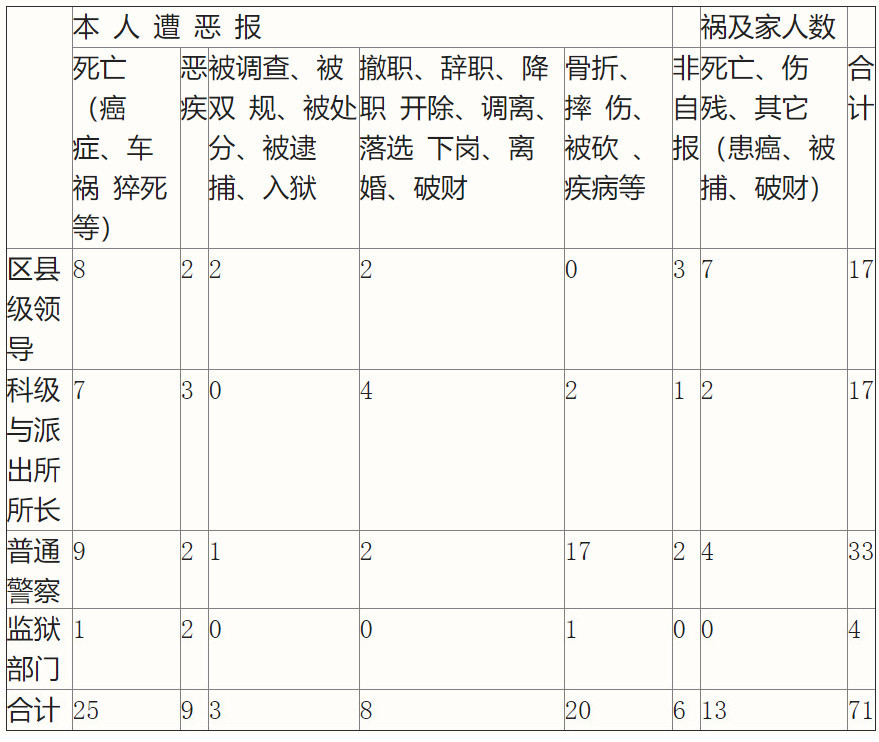 本 人 遭 恶 报 祸及家人数
死亡 恶 被调查、被 撤职、辞职、降 骨折、 非 死亡、伤 合
（癌 疾 双 规、被处 职 开除、调离、 摔 伤、 自 残、其它 计
症、车 分、被逮 落选 下岗、离 被砍 、 报 （患癌、被
祸 猝死 捕、入狱 婚、破财 疾病等 捕、破财）
等）
区县 8 2 2 2 0 3 7 17
级领
导
科级 7 3 0 4 2 1 2 17
与派
出所
所长
普通 9 2 1 2 17 2 4 33
警察
监狱 1 2 0 0 1 0 0 4
部门
合计 25 9 3 8 20 6 13 71